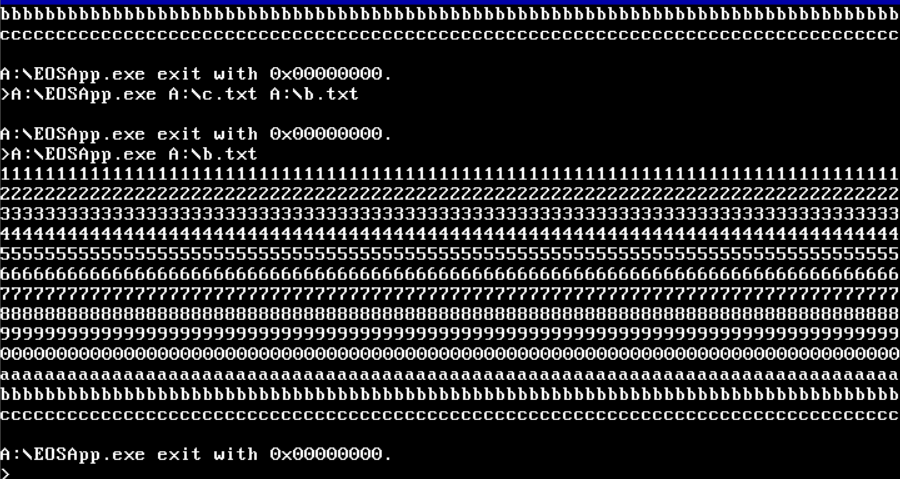 bbbbbbbbbbbbbbbbbbbbbbbbbbbbbbbbbbbbbbbbbbbbbbbbbbbbbbbbbbbbbbbbbbbbbbbbbbbbbbbb
cccccccccccccccccccccccccccccccccccccccccccccccccccccccccccccccccccccccccccccccc
A:\EOSApp.exe exit with 0x00000000.
>A:\EOSApp.exe A:\c.txt A:\b.txt
A:\EOSApp.exe exit with 0x00000000.
>A:\EOSApp.exe A:\b.txt
11111111111111111111111111111111111111111111111111111111111111111111111111111111
22222222222222222222222222222222222222222222222222222222222222222222222222222222
33333333333333333333333333333333333333333333333333333333333333333333333333333333
44444444444444444444444444444444444444444444444444444444444444444444444444444444
55555555555555555555555555555555555555555555555555555555555555555555555555555555
66666666666666666666666666666666666666666666666666666666666666666666666666666666
77777777777777777777777777777777777777777777777777777777777777777777777777777777
88888888888888888888888888888888888888888888888888888888888888888888888888888888
99999999999999999999999999999999999999999999999999999999999999999999999999999999
00000000000000000000000000000000000000000000000000000000000000000000000000000000
aaaaaaaaaaaaaaaaaaaaaaaaaaaaaaaaaaaaaaaaaaaaaaaaaaaaaaaaaaaaaaaaaaaaaaaaaaaaaaaa
bbbbbbbbbbbbbbbbbbbbbbbbbbbbbbbbbbbbbbbbbbbbbbbbbbbbbbbbbbbbbbbbbbbbbbbbbbbbbbbb
cccccccccccccccccccccccccccccccccccccccccccccccccccccccccccccccccccccccccccccccc
A:\EOSApp.exe exit with 0x00000000.
>